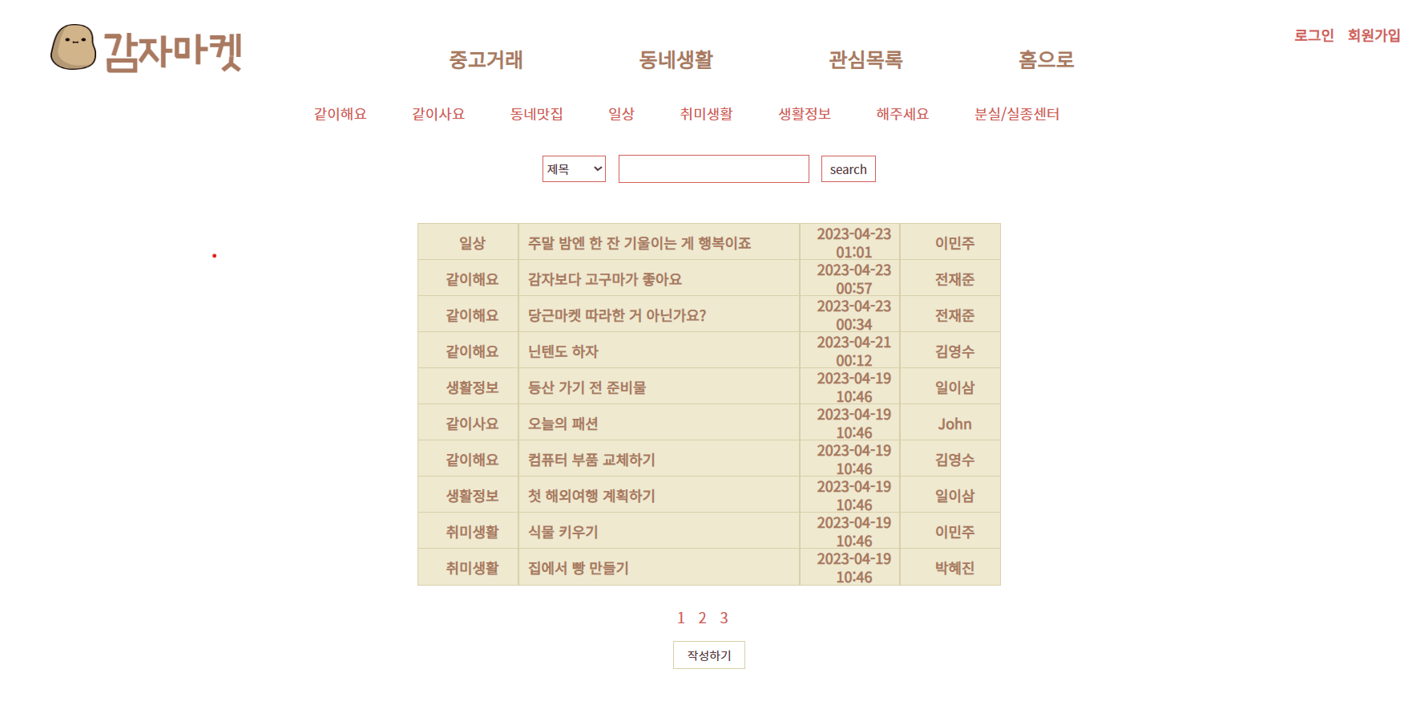 감자마켓
로그인 회원가입
중고거래 동네생활 관심목록 홈으로
같이해요 같이사요 동네맛집 일상 취미생활 생활정보 해주세요 분실/실종센터
제목 search
일상 주말 밤엔 한 잔 기울이는 게 행복이죠 2023-04-23 01:01 이민주
같이해요 감자보다 고구마가 좋아요 2023-04-23 00:57 전재준
같이해요 당근마켓 따라한 거 아닌가요? 2023-04-23 00:34 전재준
같이해요 닌텐도 하자 2023-04-21 00:12 김영수
생활정보 등산 가기 전 준비물 2023-04-19 10:46 일이삼
같이사요 오늘의 패션 2023-04-19 10:46 John
같이해요 컴퓨터 부품 교체하기 2023-04-19 10:46 김영수
생활정보 첫 해외여행 계획하기 2023-04-19 10:46 일이삼
취미생활 식물 키우기 2023-04-19 10:46 이민주
취미생활 집에서 빵 만들기 2023-04-19 10:46 박혜진
1 2 3
작성하기